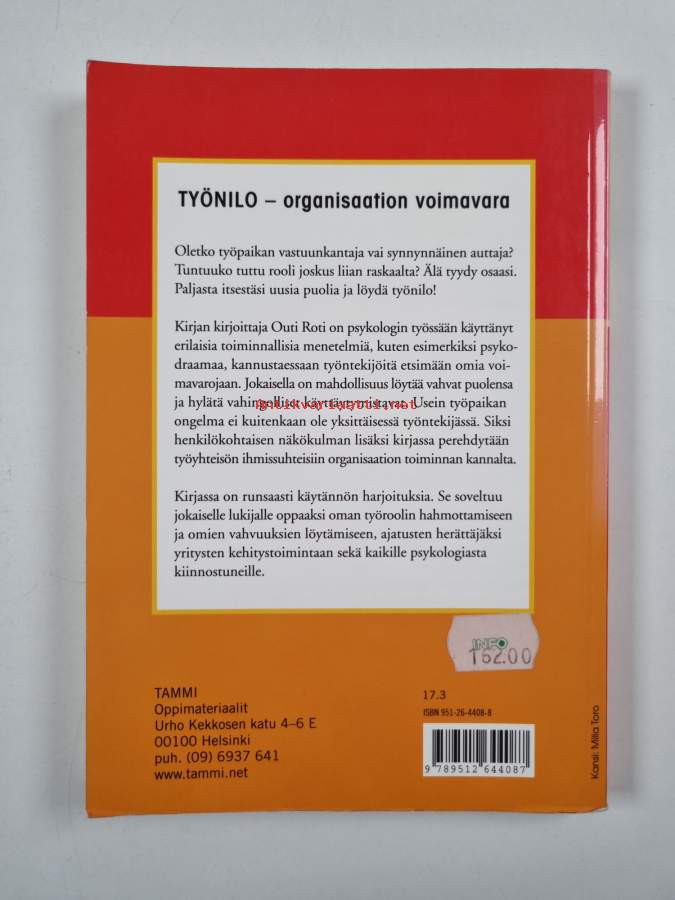 TYÖNILO – organisaation voimavara
Oletko työpaikan vastuunkantaja vai synnynnäinen auttaja?
Tuntuuko tuttu rooli joskus liian raskaalta? Älä tyydy osaasi.
Paljasta itsestäsi uusia puolia ja löydä työnilo!
Kirjan kirjoittaja Outi Roti on psykologin työssään käyttänyt
erilaisia toiminnallisia menetelmiä, kuten esimerkiksi psyko-
draamaa, kannustaessaan työntekijöitä etsimään omia voi-
mavarojaan. Jokaisella on mahdollisuus löytää vahvat puolensa
ja hylätä vahingolliset käyttäytymistavat. Usein työpaikan
Antikvariaatti.net
ongelma ei kuitenkaan ole yksittäisessä työntekijässä. Siksi
henkilökohtaisen näkökulman lisäksi kirjassa perehdytään
työyhteisön ihmissuhteisiin organisaation toiminnan kannalta.
Kirjassa on runsaasti käytännön harjoituksia. Se soveltuu
jokaiselle lukijalle oppaaksi oman työroolin hahmottamiseen
ja omien vahvuuksien löytämiseen, ajatusten herättäjäksi
yritysten kehitystoimintaan sekä kaikille psykologiasta
kiinnostuneille.
INFO
162.00
TAMMI
Oppimateriaalit
Urho Kekkosen katu 4–6 E
00100 Helsinki
puh. (09) 6937 641
www.tammi.net
17.3
ISBN 951-26-4408-8
9 789512 644087
Kansi: Milla Toro